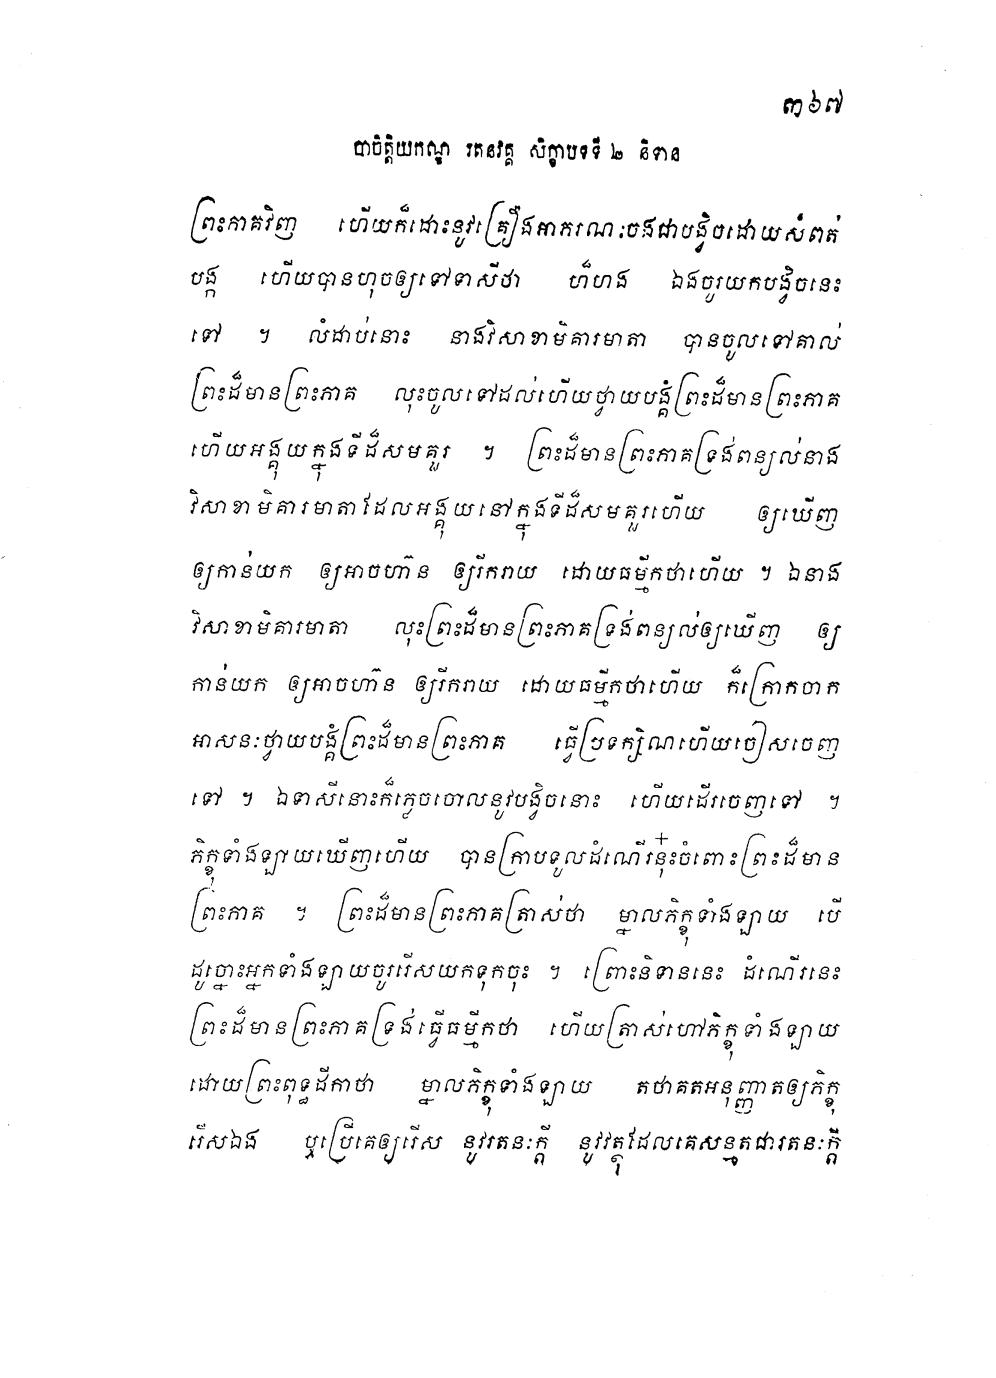 ៣៦៧
បាចិត្តិយកណ្ឌ រតនវគ្គ សិក្ខាបទទី ២ និទាន
ព្រះភាគវិញ ហើយក៏ដោះនូវគ្រឿងអាភរណៈចងជាបង្វិចដោយសំពត់
បង្ក ហើយបានហុចឲ្យទៅទាសីថា ហ៏ហង ឯងចូរយកបង្វិចនេះ
ទៅ ។ លំដាប់នោះ នាងវិសាខាមិគារមាតា បានចូលទៅគាល់
ព្រះដ៏មានព្រះភាគ លុះចូលទៅដល់ហើយថ្វាយបង្គំព្រះដ៏មានព្រះភាគ
ហើយអង្គុយក្នុងទីដ៏សមគួរ ។ ព្រះដ៏មានព្រះភាគទ្រង់ពន្យល់នាង
វិសាខាមិគារមាតាដែលអង្គុយនៅក្នុងទីដ៏សមគួរហើយ ឲ្យឃើញ
ឲ្យកាន់យក ឲ្យអាចហ៊ាន ឲ្យរីករាយ ដោយធម្មីកថាហើយ ។ ឯនាង
វិសាខាមិគារមាតា លុះព្រះដ៏មានព្រះភាគទ្រង់ពន្យល់ឲ្យឃើញ ឲ្យ
កាន់យក ឲ្យអាចហ៊ាន ឲ្យរីករាយ ដោយធម្មីកថាហើយ ក៏ក្រោកចាក
អាសនៈថ្វាយបង្គំព្រះដ៏មានព្រះភាគ ធ្វើប្រទក្សិណហើយចៀសចេញ
ទៅ ។ ឯទាសីនោះក៏ភ្លេចចោលនូវបង្វិចនោះ ហើយដើរចេញទៅ ។
ភិក្ខុទាំងឡាយឃើញហើយ បានក្រាបទូលដំណើរនុ៎ះចំពោះព្រះដ៏មាន
ព្រះភាគ ។ ព្រះដ៏មានព្រះភាគត្រាស់ថា ម្នាលភិក្ខុទាំងឡាយ បើ
ដូច្នោះអ្នកទាំងឡាយចូររើសយកទុកចុះ ។ ព្រោះនិទាននេះ ដំណើរនេះ
ព្រះដ៏មានព្រះភាគទ្រង់ធ្វើធម្មីកថា ហើយត្រាស់ហៅភិក្ខុទាំងឡាយ
ដោយព្រះពុទ្ធដីកាថា ម្នាលភិក្ខុទាំងឡាយ តថាគតអនុញ្ញាតឲ្យភិក្ខុ
រើសឯង ឬប្រើគេឲ្យរើស នូវរតនៈក្តី នូវវត្ថុដែលគេសន្មតជារតនៈក្តី